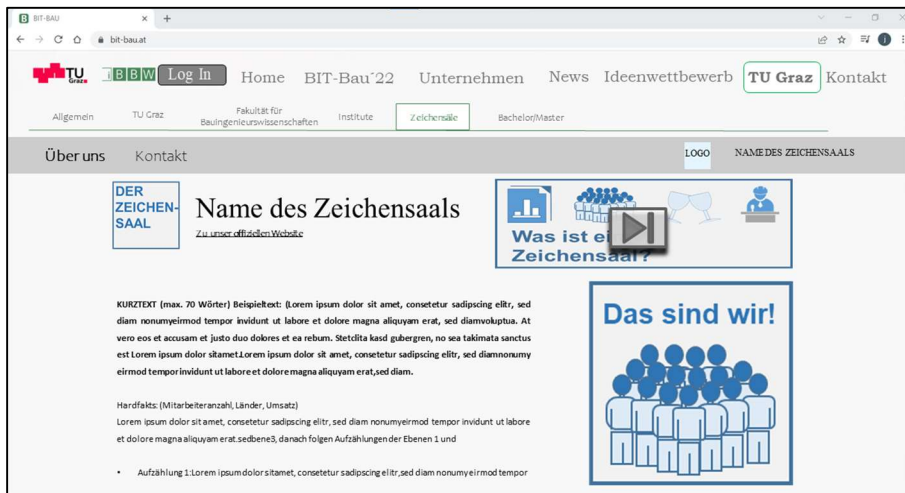 BIT-BAU
bit-bau.at
TU
Graz
BBW Log In Home BIT-Bau´22 Unternehmen News Ideenwettbewerb TU Graz Kontakt
Allgemein TU Graz Fakultät für Bauingenieurswissenschaften Institute Zeichensäle Bachelor/Master
Über uns Kontakt LOGO NAME DES ZEICHENSAALS
DER
ZEICHEN-
SAAL
Name des Zeichensaals
Zu unser offiziellen Website
Was ist ei
Zeichensaal?
KURZTEXT (max. 70 Wörter) Beispieltext: (Lorem ipsum dolor sit amet, consetetur sadipscing elitr, sed
diam nonumyeirmod tempor invidunt ut labore et dolore magna aliquyam erat, sed diamvoluptua. At
vero eos et accusam et justo duo dolores et ea rebum. Stetclita kasd gubergren, no sea takimata sanctus
est Lorem ipsum dolor sitamet.Lorem ipsum dolor sit amet, consetetur sadipscing elitr, sed diamnonumy
eirmod tempor invidunt ut labore et dolore magna aliquyam erat,sed diam.
Hardfakts: (Mitarbeiteranzahl, Länder, Umsatz)
Lorem ipsum dolor sit amet, consetetur sadipscing elitr, sed diam nonumyeirmod tempor invidunt ut labore
et dolore magna aliquyam erat.sedbene3, danach folgen Aufzählungen der Ebenen 1 und
• Aufzählung 1:Lorem ipsum dolor sitamet, consetetur sadipscing elitr,sed diam nonumy eirmod tempor
Das sind wir!